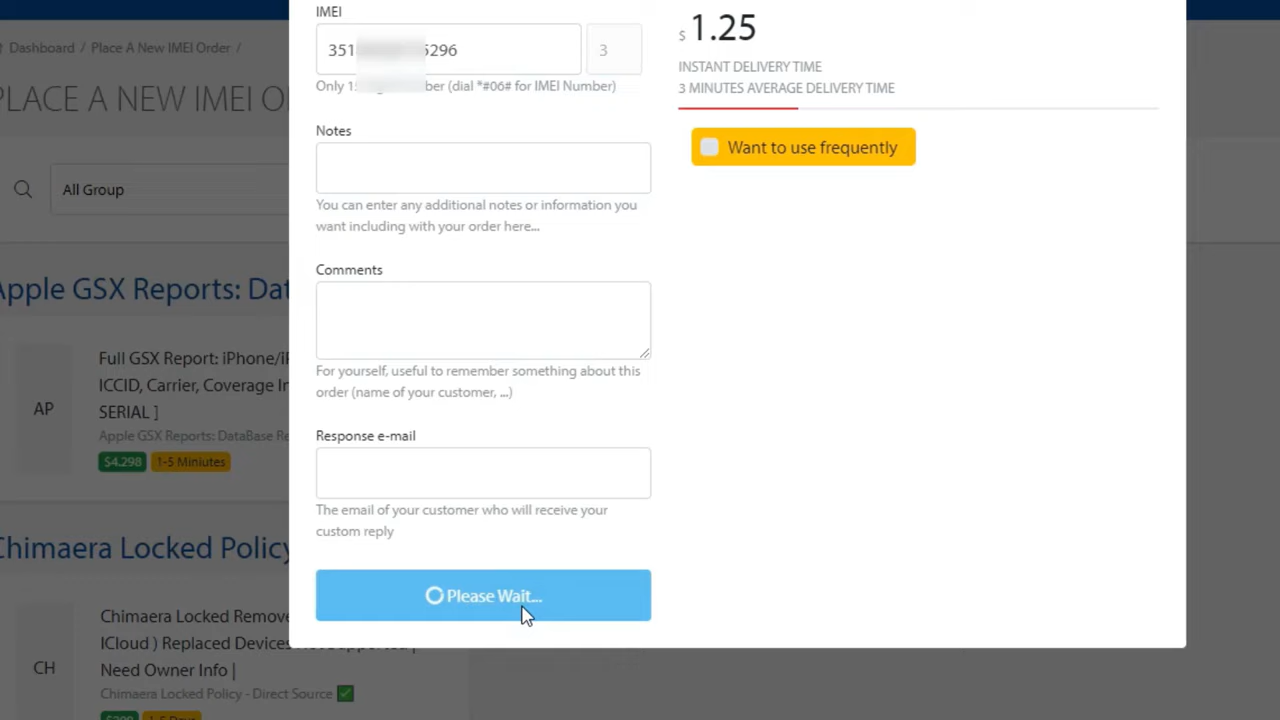 Dashboard / Place A New IMEI Order /
PLACE A NEW IMEI O
All Group
Apple GSX Reports: Dat
Full GSX Report: iPhone/iP
ICCID, Carrier, Coverage In
SERIAL ]
AP
Apple GSX Reports: DataBase Re
$4.298 1-5 Miniutes
Chimaera Locked Policy
Chimaera Locked Remove
ICloud ) Replaced Devices Not Supported |
Need Owner Info |
CH
Chimaera Locked Policy - Direct Source ✅
IMEI
351 5296 3
Only (dial *#06# for IMEI Number)
Notes
You can enter any additional notes or information you
want including with your order here...
Comments
For yourself, useful to remember something about this
order (name of your customer, ...)
Response e-mail
The email of your customer who will receive your
custom reply
Please Wait...
$ 1.25
INSTANT DELIVERY TIME
3 MINUTES AVERAGE DELIVERY TIME
Want to use frequently